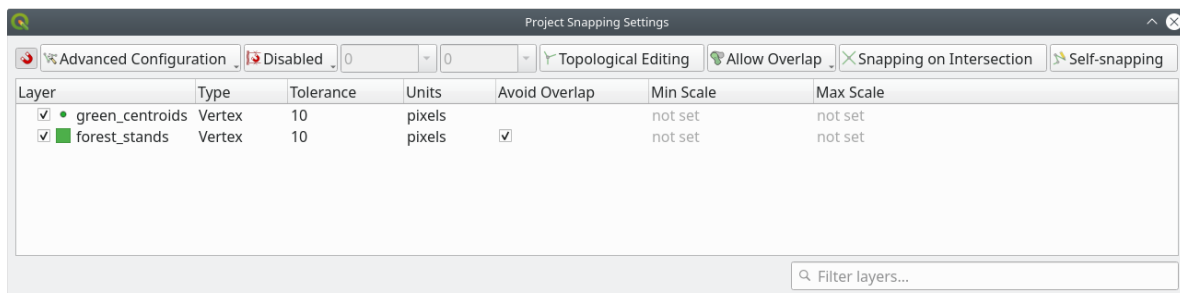 Project Snapping Settings
Advanced Configuration Disabled 0 0 Topological Editing Allow Overlap Snapping on Intersection Self-snapping
Layer Type Tolerance Units Avoid Overlap Min Scale Max Scale
green_centroids Vertex 10 pixels not set not set
forest_stands Vertex 10 pixels not set not set
Filter layers...